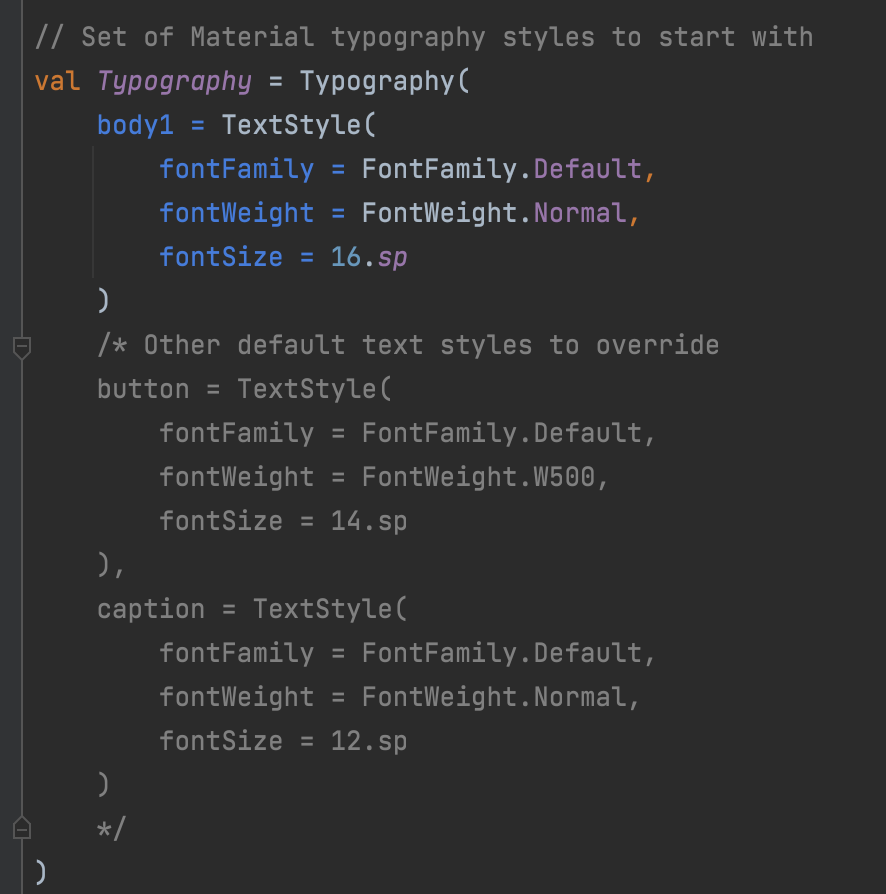 // Set of Material typography styles to start with
val Typography = Typography(
    body1 = TextStyle(
        fontFamily = FontFamily.Default,
        fontWeight = FontWeight.Normal,
        fontSize = 16.sp
    )
    /* Other default text styles to override
    button = TextStyle(
        fontFamily = FontFamily.Default,
        fontWeight = FontWeight.W500,
        fontSize = 14.sp
    ),
    caption = TextStyle(
        fontFamily = FontFamily.Default,
        fontWeight = FontWeight.Normal,
        fontSize = 12.sp
    )
    */
)